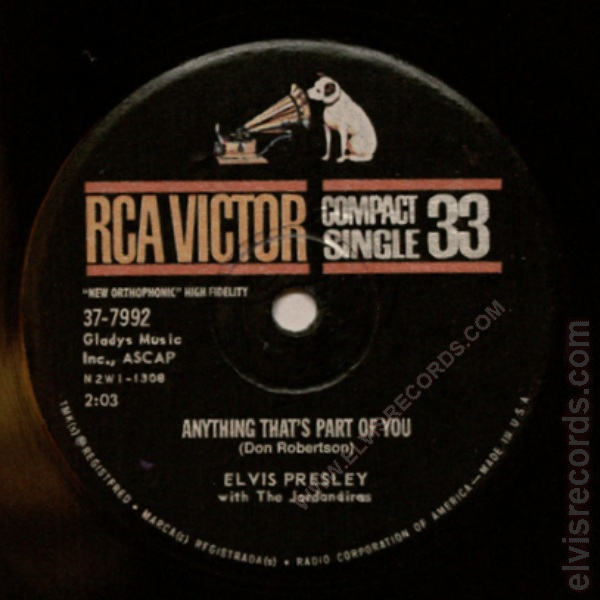 RCA VICTOR COMPACT SINGLE 33
"NEW ORTHOPHONIC" HIGH FIDELITY
37-7992
Gladys Music
Inc., ASCAP
N2WI-1308
2:03
ANYTHING THAT'S PART OF YOU
(Don Robertson)
ELVIS PRESLEY
with The Jordandires
TMK(s) ® REGISTERED • MARCA(s) REGISTRADA(s) • RADIO CORPORATION OF AMERICA—MADE IN U.S.A.
WWW.ELVISRECORDS.COM
elvisrecords.com